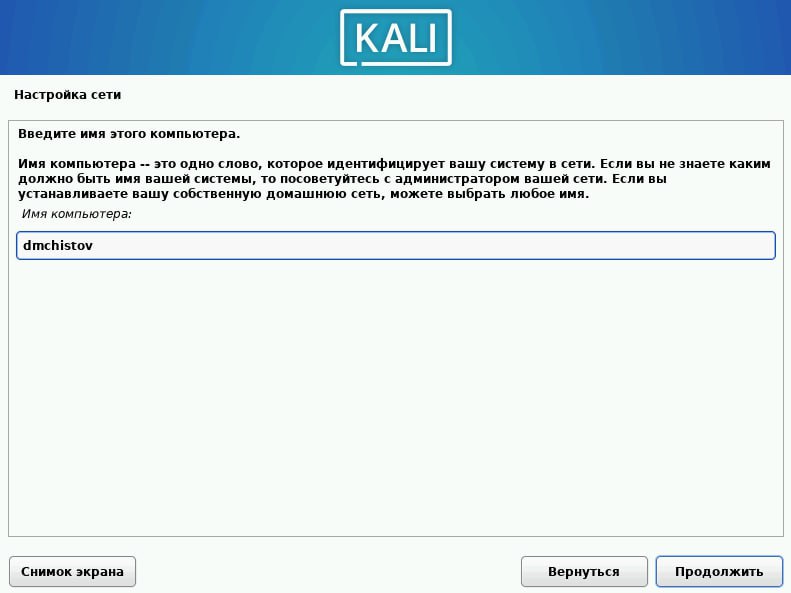 KALI
Настройка сети
Введите имя этого компьютера.
Имя компьютера -- это одно слово, которое идентифицирует вашу систему в сети. Если вы не знаете каким
должно быть имя вашей системы, то посоветуйтесь с администратором вашей сети. Если вы
устанавливаете вашу собственную домашнюю сеть, можете выбрать любое имя.
Имя компьютера:
dmchistov
Снимок экрана
Вернуться
Продолжить